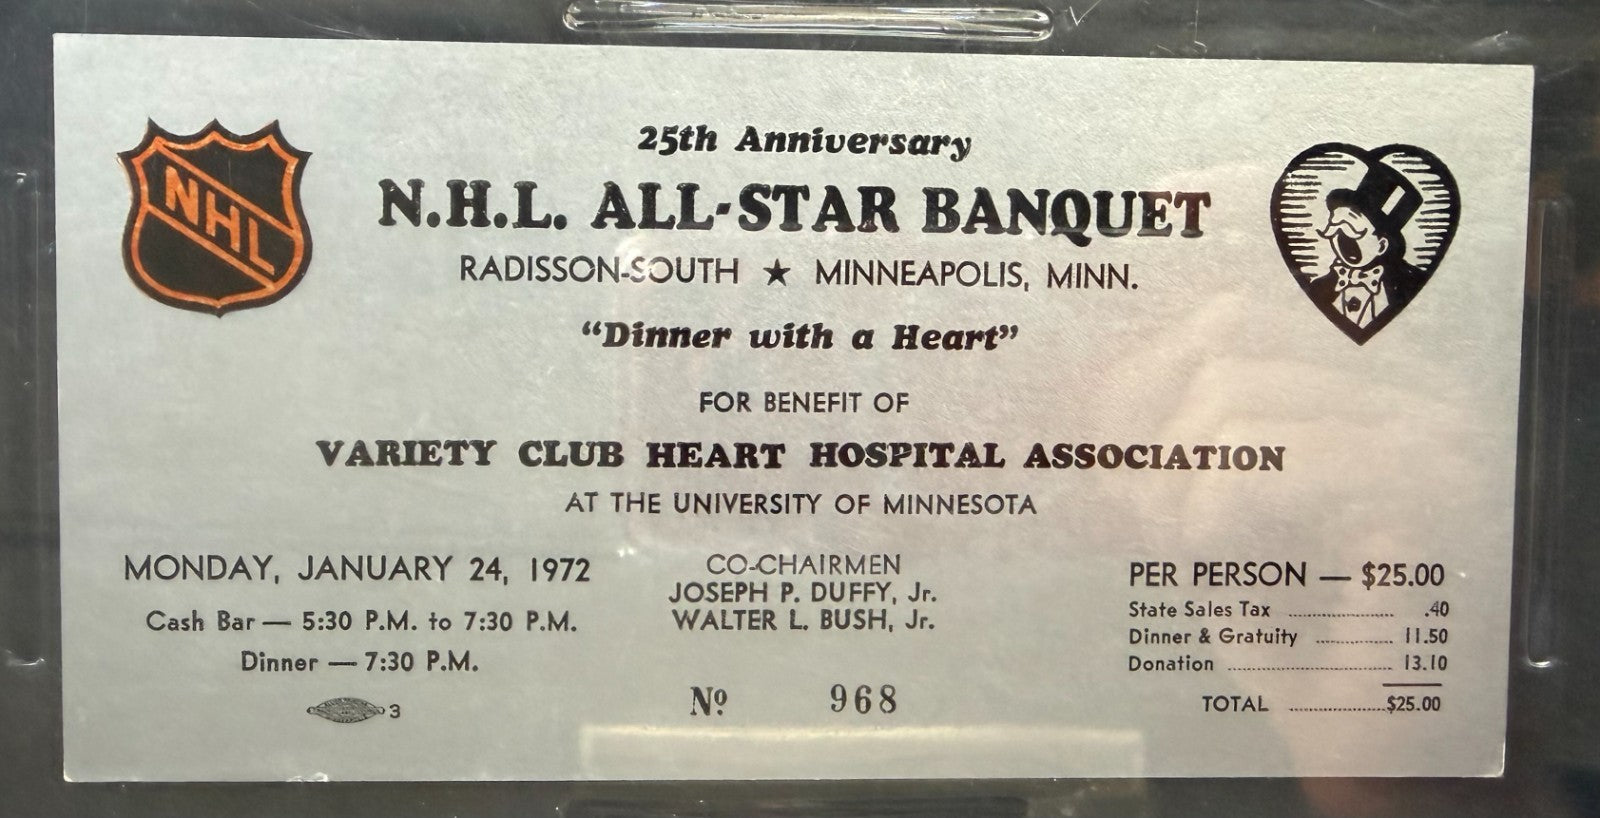 NHL
25th Anniversary
N.H.L. ALL-STAR BANQUET
RADISSON-SOUTH ★ MINNEAPOLIS, MINN.
“Dinner with a Heart”
FOR BENEFIT OF
VARIETY CLUB HEART HOSPITAL ASSOCIATION
AT THE UNIVERSITY OF MINNESOTA
MONDAY, JANUARY 24, 1972
Cash Bar — 5:30 P.M. to 7:30 P.M.
Dinner — 7:30 P.M.
3
CO-CHAIRMEN
JOSEPH P. DUFFY, Jr.
WALTER L. BUSH, Jr.
Nº 968
PER PERSON — $25.00
State Sales Tax .................... .40
Dinner & Gratuity ............... 11.50
Donation ................................ 13.10
TOTAL ....................$25.00